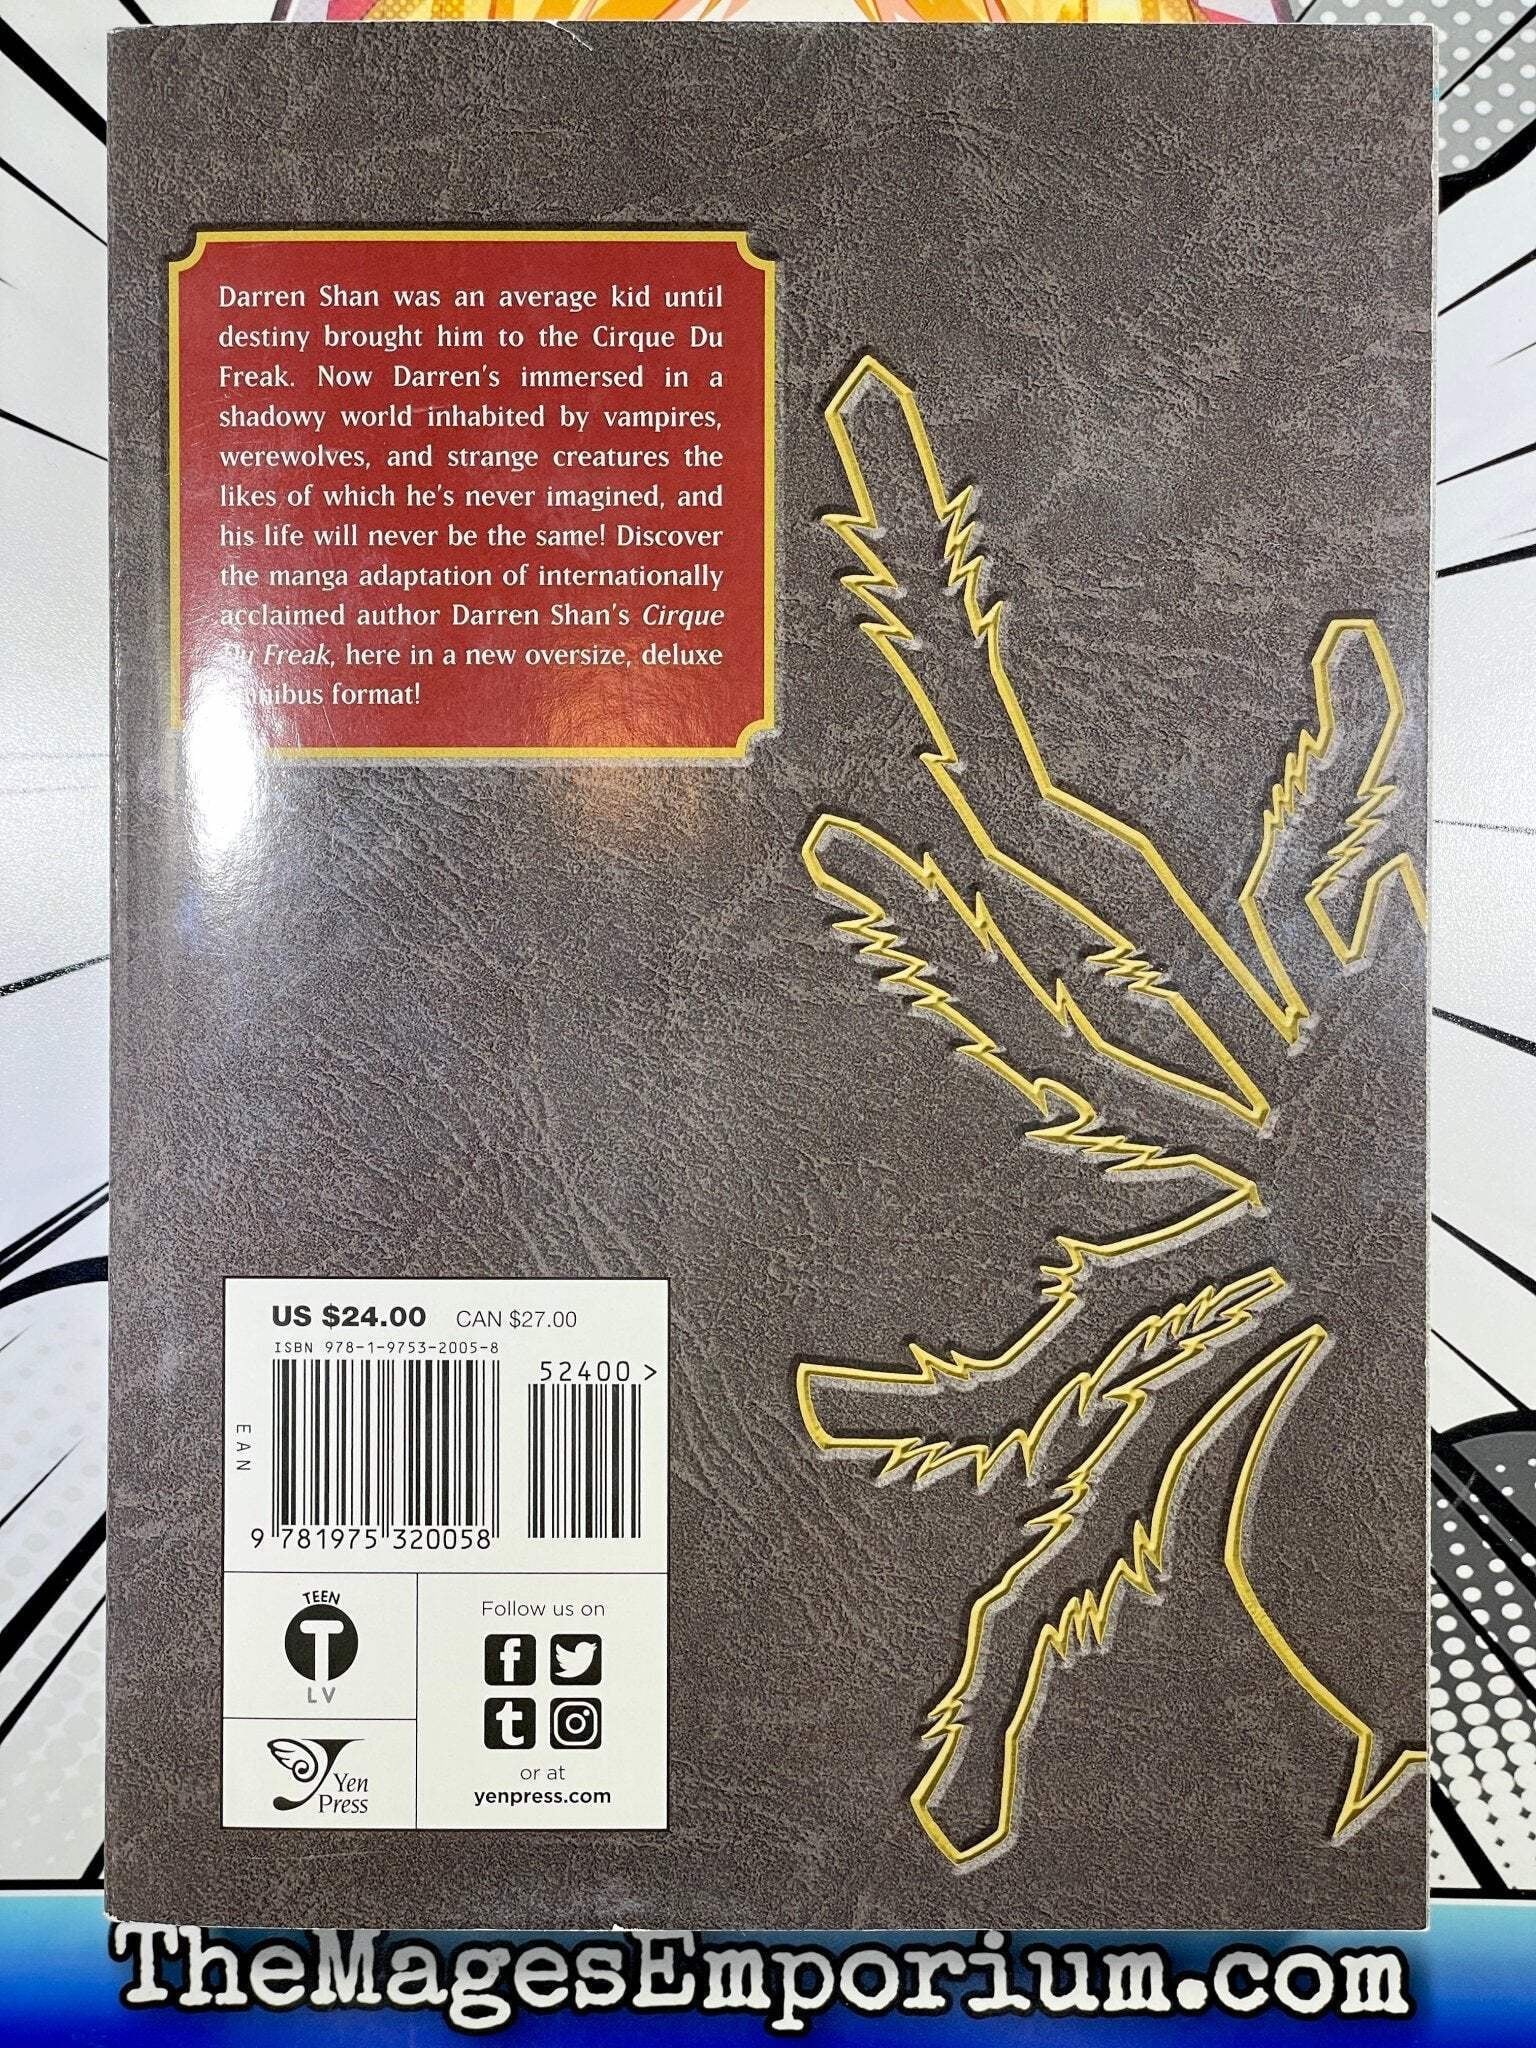 Darren Shan was an average kid until
destiny brought him to the Cirque Du
Freak. Now Darren's immersed in a
shadowy world inhabited by vampires,
werewolves, and strange creatures the
likes of which he's never imagined, and
his life will never be the same! Discover
the manga adaptation of internationally
acclaimed author Darren Shan's Cirque
Du Freak, here in a new oversize, deluxe
omnibus format!
US $24.00 CAN $27.00
ISBN 978-1-9753-2005-8
52400 >
EAN
9 781975 320058
TEEN
T
LV
Yen
Press
Follow us on
or at
yenpress.com
TheMagesEmporium.com